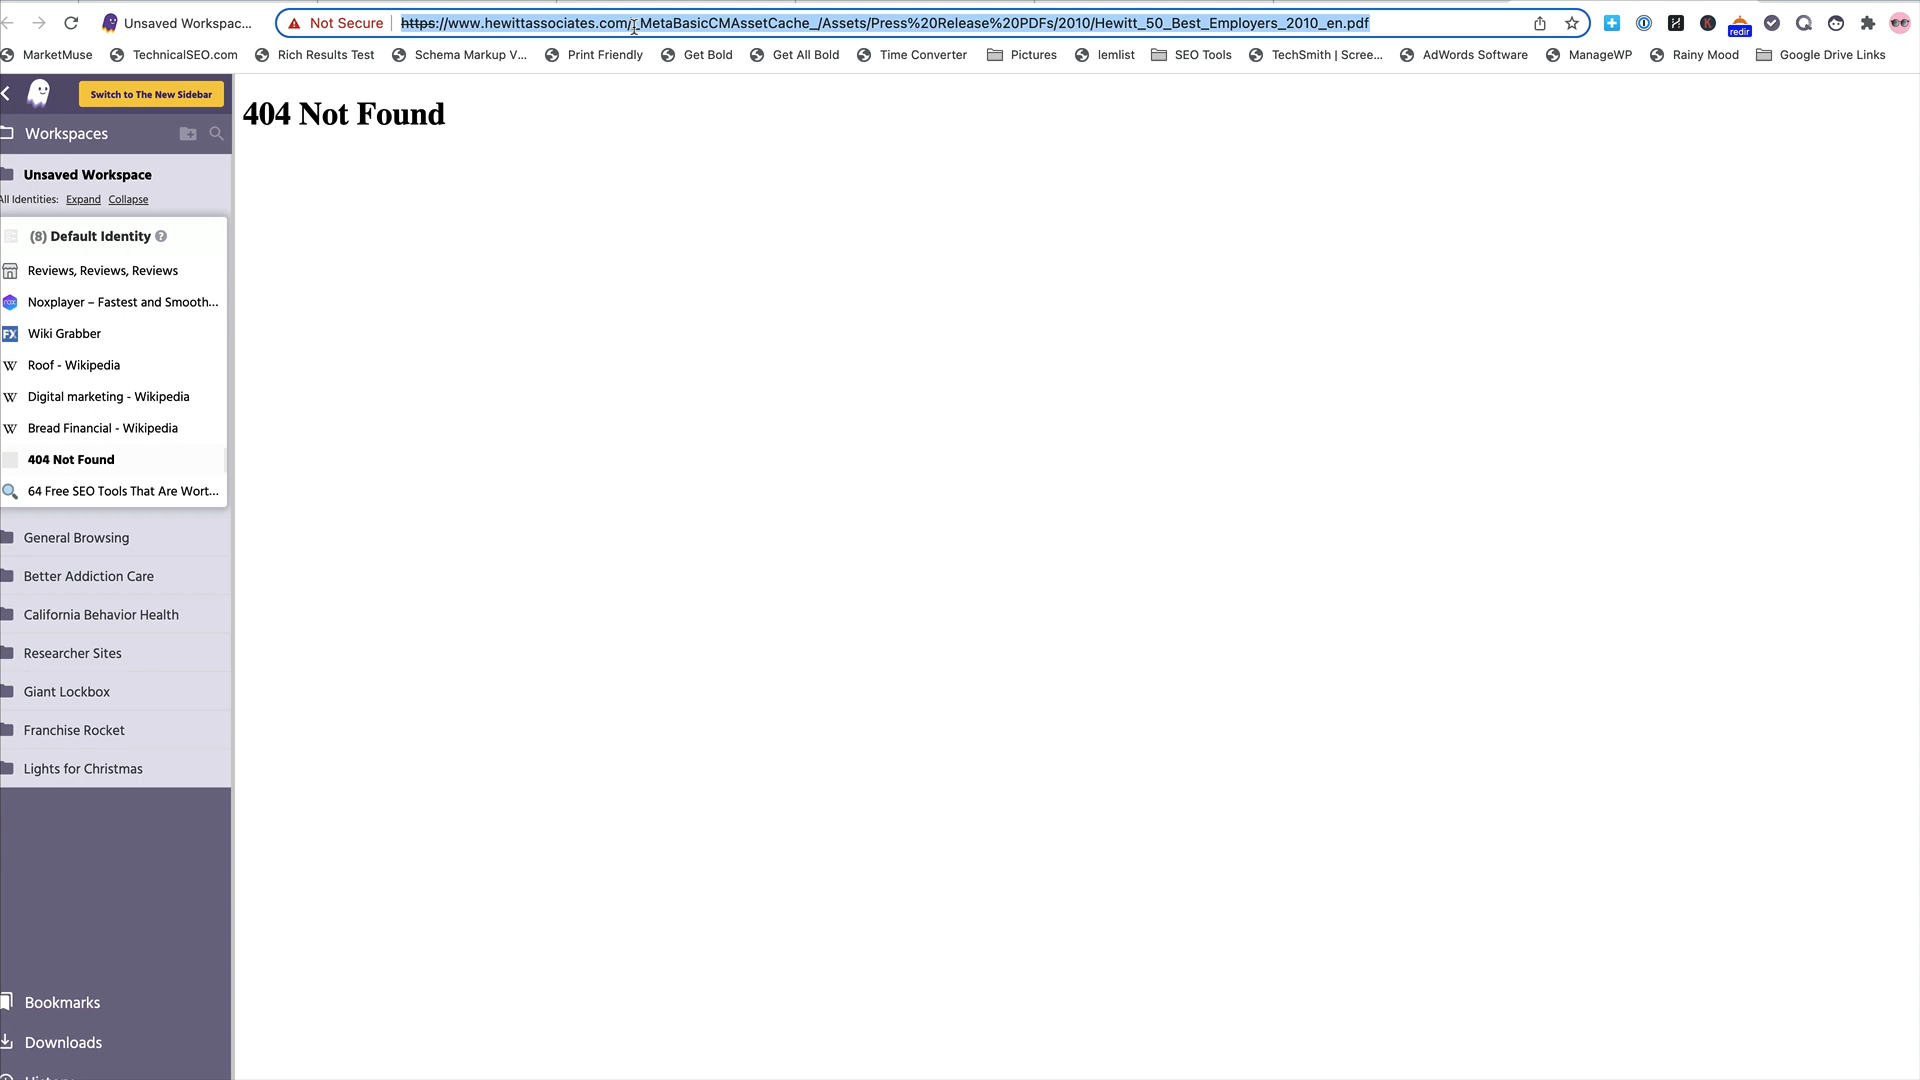 Unsaved Workspac...
Not Secure
https://www.hewittassociates.com/_MetaBasicCMAssetCache_/Assets/Press%20Release%20PDFs/2010/Hewitt_50_Best_Employers_2010_en.pdf
redir
MarketMuse
TechnicalSEO.com
Rich Results Test
Schema Markup V...
Print Friendly
Get Bold
Get All Bold
Time Converter
Pictures
lemlist
SEO Tools
TechSmith | Scree...
AdWords Software
ManageWP
Rainy Mood
Google Drive Links
Switch to The New Sidebar
404 Not Found
Workspaces
Unsaved Workspace
All Identities: Expand Collapse
(8) Default Identity ?
Reviews, Reviews, Reviews
nox
Noxplayer – Fastest and Smooth...
FX
Wiki Grabber
W
Roof - Wikipedia
W
Digital marketing - Wikipedia
W
Bread Financial - Wikipedia
404 Not Found
64 Free SEO Tools That Are Wort...
General Browsing
Better Addiction Care
California Behavior Health
Researcher Sites
Giant Lockbox
Franchise Rocket
Lights for Christmas
Bookmarks
Downloads
History